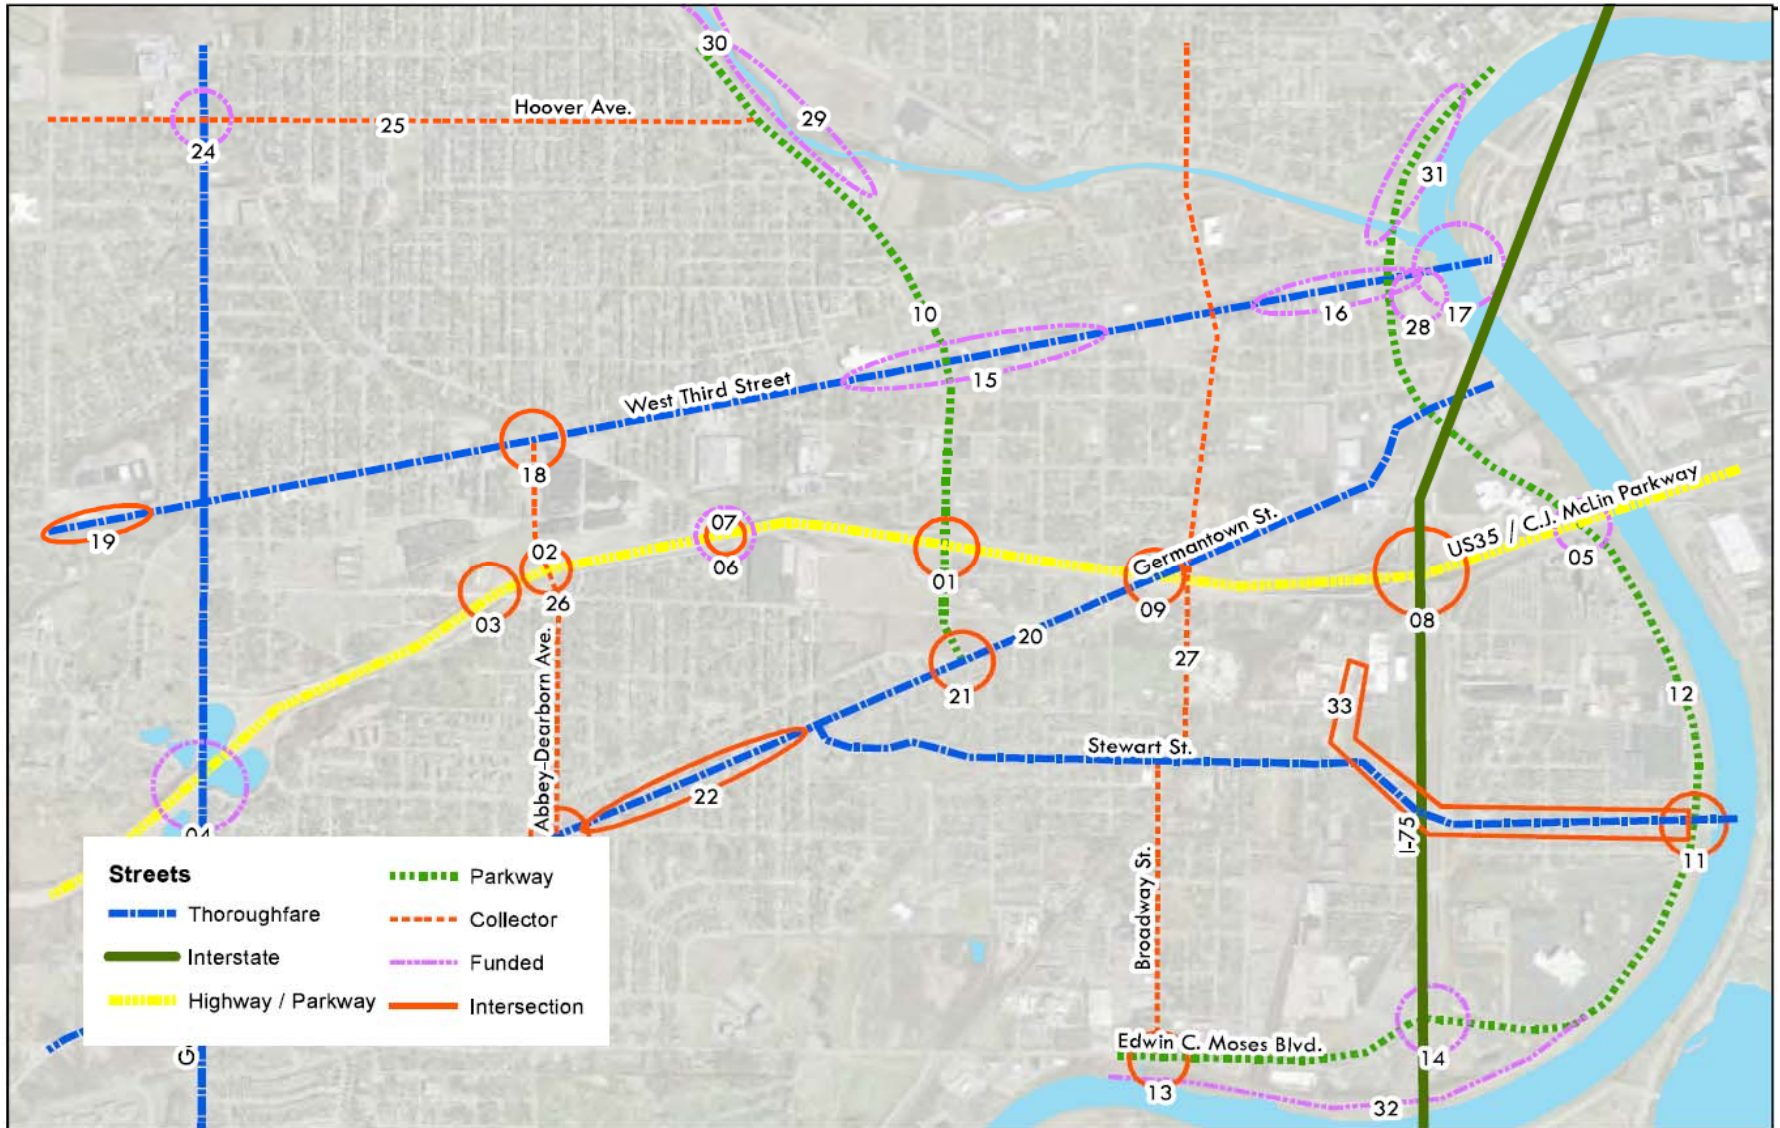 30
Hoover Ave.
25
29
24
31
10
16
28
17
15
West Third Street
18
19
07
06
02
26
03
01
Germantown St.
09
US35 / C.J. McLin Parkway
05
08
20
27
21
12
33
Abbey-Dearborn Ave.
Stewart St.
22
04
I-75
11
Broadway St.
Streets
Thoroughfare
Interstate
Highway / Parkway
Parkway
Collector
Funded
Intersection
G
Edwin C. Moses Blvd.
14
13
32